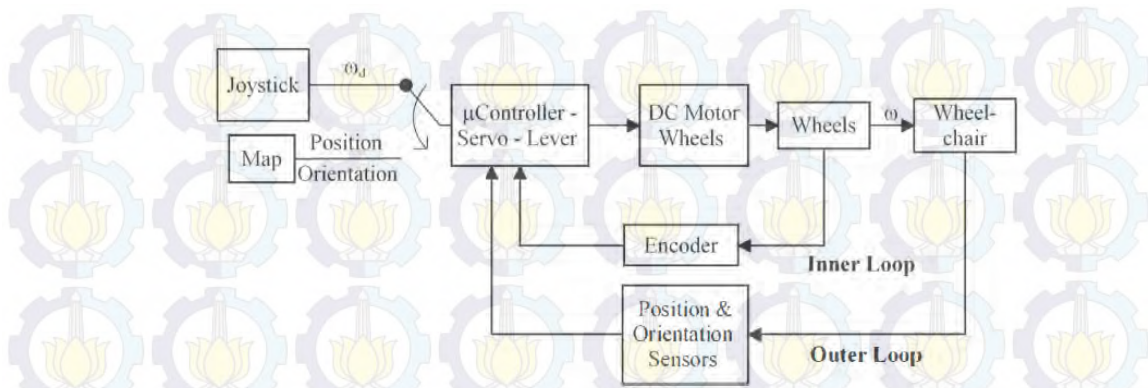 Joystick
ω_d
Map
Position
Orientation
μController -
Servo - Lever
DC Motor
Wheels
Wheels
ω
Wheel-
chair
Encoder
Inner Loop
Position &
Orientation
Sensors
Outer Loop